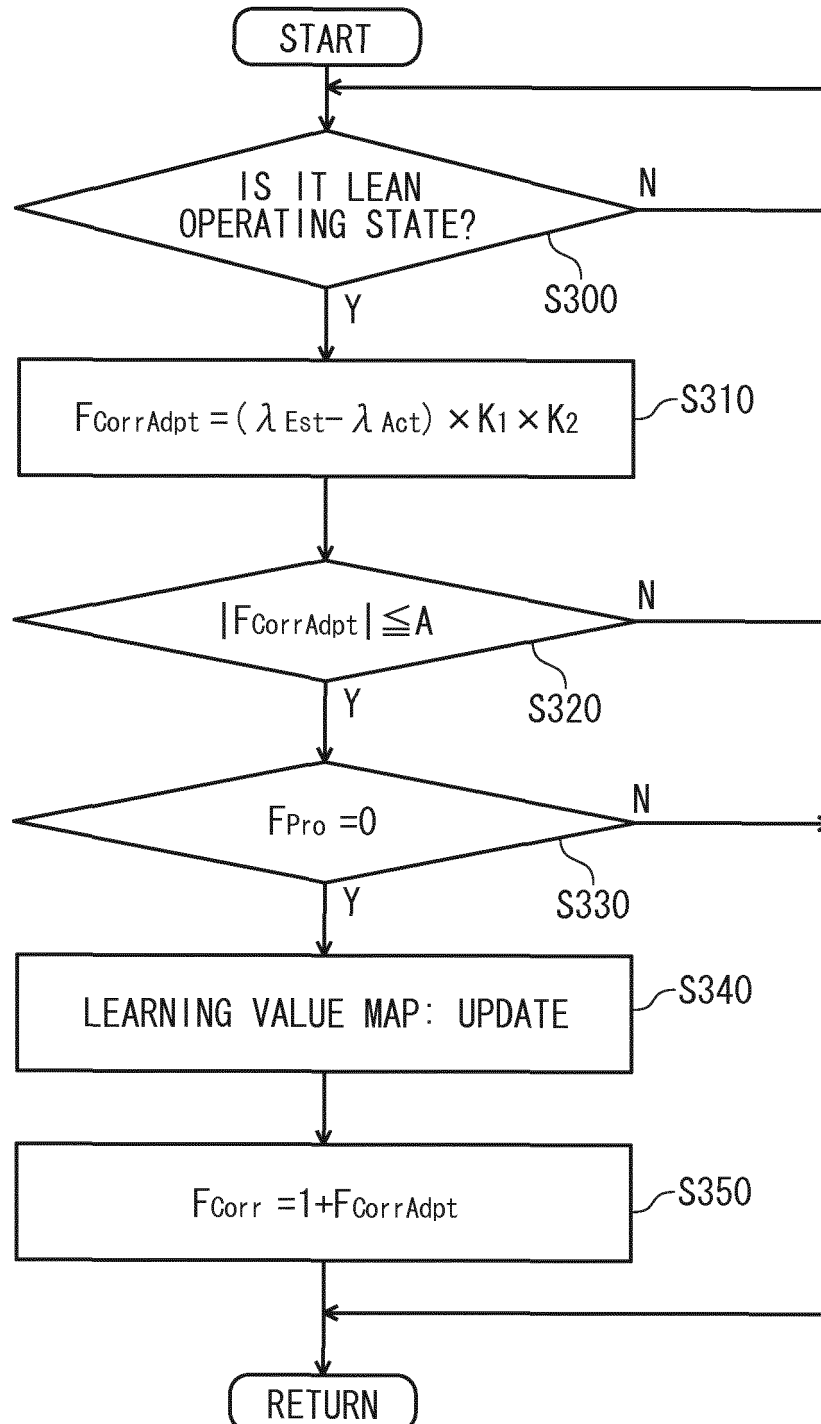 START
IS IT LEAN
OPERATING STATE?
N
S300
Y
FCorrAdpt = (λEst - λAct) × K1 × K2
S310
|FCorrAdpt| ≦ A
N
S320
Y
FPro = 0
N
S330
Y
LEARNING VALUE MAP: UPDATE
S340
FCorr = 1+FCorrAdpt
S350
RETURN